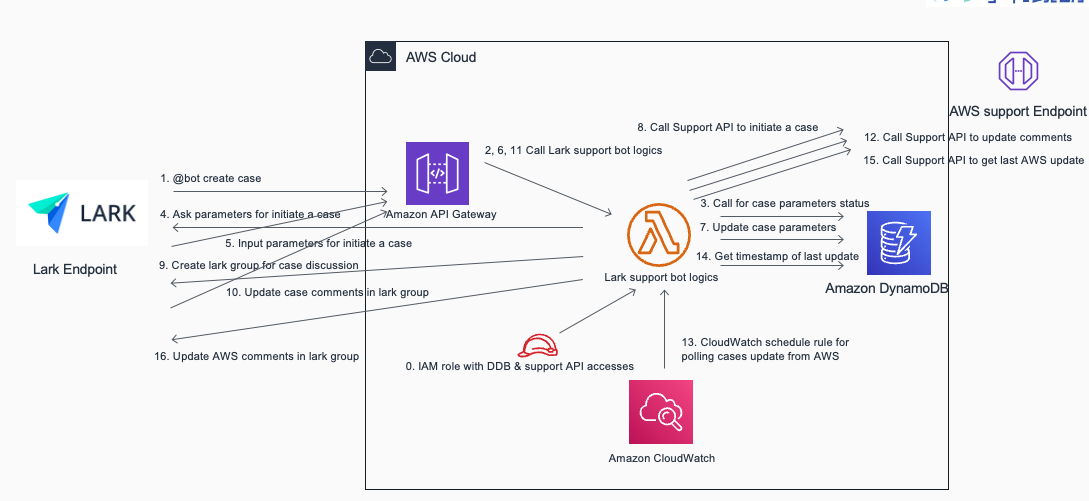 AWS Cloud
AWS support Endpoint
8. Call Support API to initiate a case
12. Call Support API to update comments
2, 6, 11 Call Lark support bot logics
15. Call Support API to get last AWS update
1. @bot create case
LARK
3. Call for case parameters status
4. Ask parameters for initiate a case
Amazon API Gateway
7. Update case parameters
5. Input parameters for initiate a case
14. Get timestamp of last update
Lark Endpoint
9. Create lark group for case discussion
Lark support bot logics
Amazon DynamoDB
10. Update case comments in lark group
13. CloudWatch schedule rule for
polling cases update from AWS
16. Update AWS comments in lark group
0. IAM role with DDB & support API accesses
Amazon CloudWatch